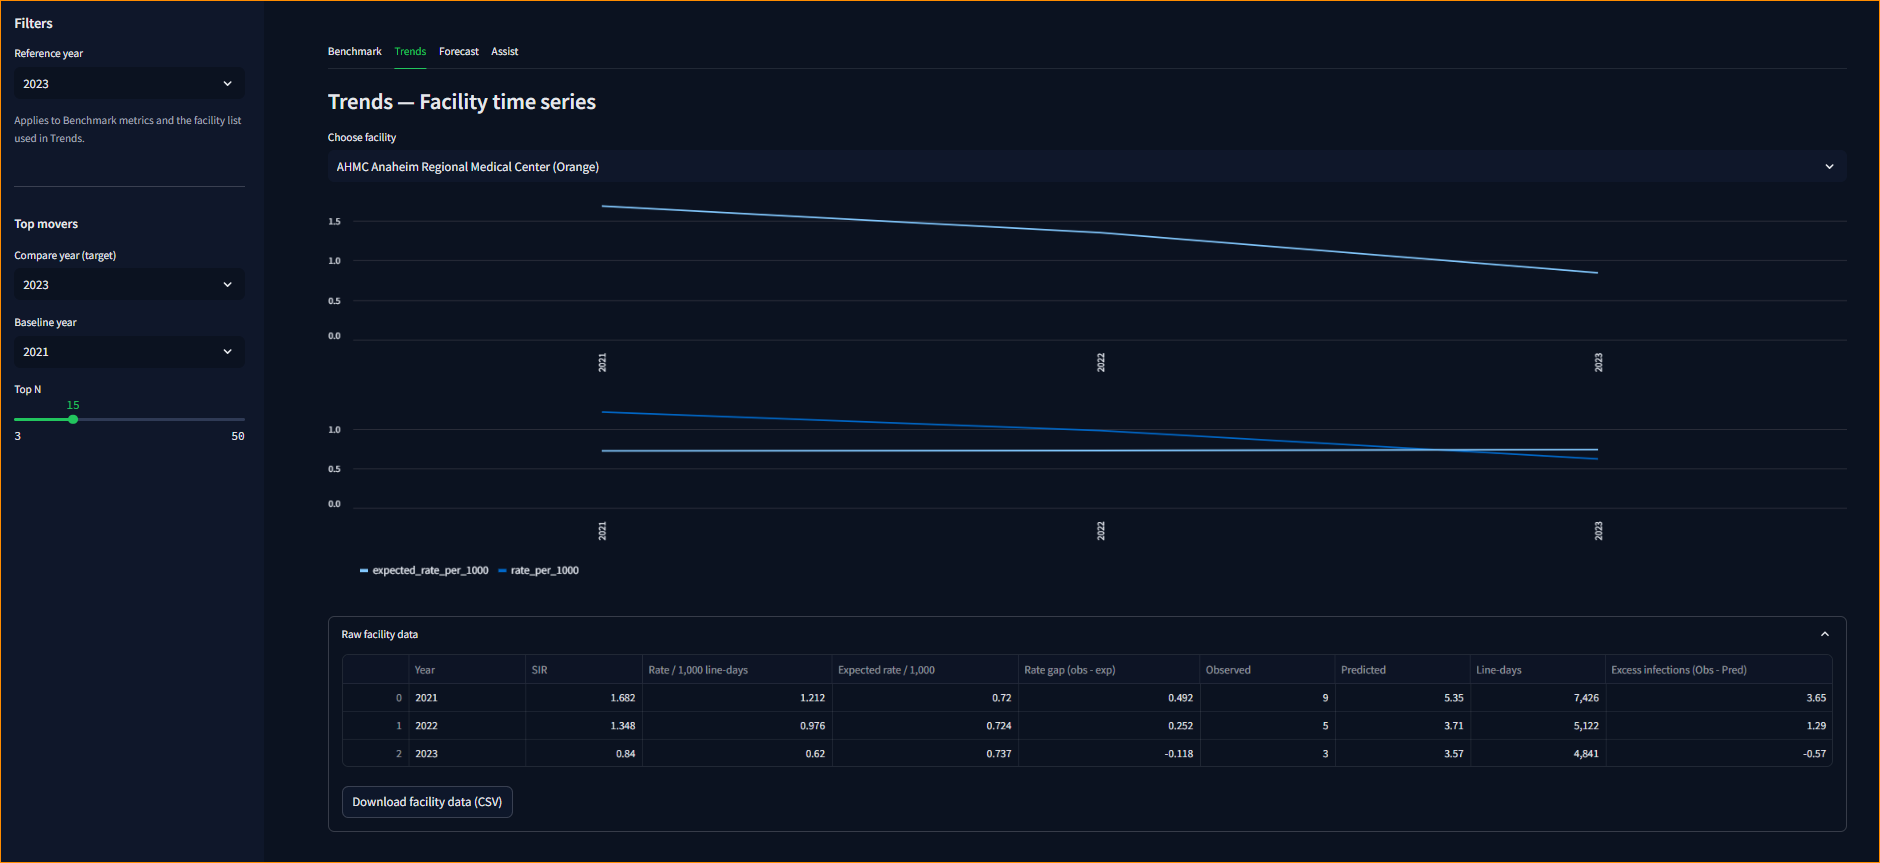 Filters
Reference year
2023
Applies to Benchmark metrics and the facility list
used in Trends.
Top movers
Compare year (target)
2023
Baseline year
2021
Top N
15
3 50
Benchmark Trends Forecast Assist
Trends — Facility time series
Choose facility
AHMC Anaheim Regional Medical Center (Orange)
1.5
1.0
0.5
0.0
2021 2022 2023
1.0
0.5
0.0
2021 2022 2023
expected_rate_per_1000 rate_per_1000
Raw facility data
Year SIR Rate / 1,000 line-days Expected rate / 1,000 Rate gap (obs - exp) Observed Predicted Line-days Excess infections (Obs - Pred)
0 2021 1.682 1.212 0.72 0.492 9 5.35 7,426 3.65
1 2022 1.348 0.976 0.724 0.252 5 3.71 5,122 1.29
2 2023 0.84 0.62 0.737 -0.118 3 3.57 4,841 -0.57
Download facility data (CSV)